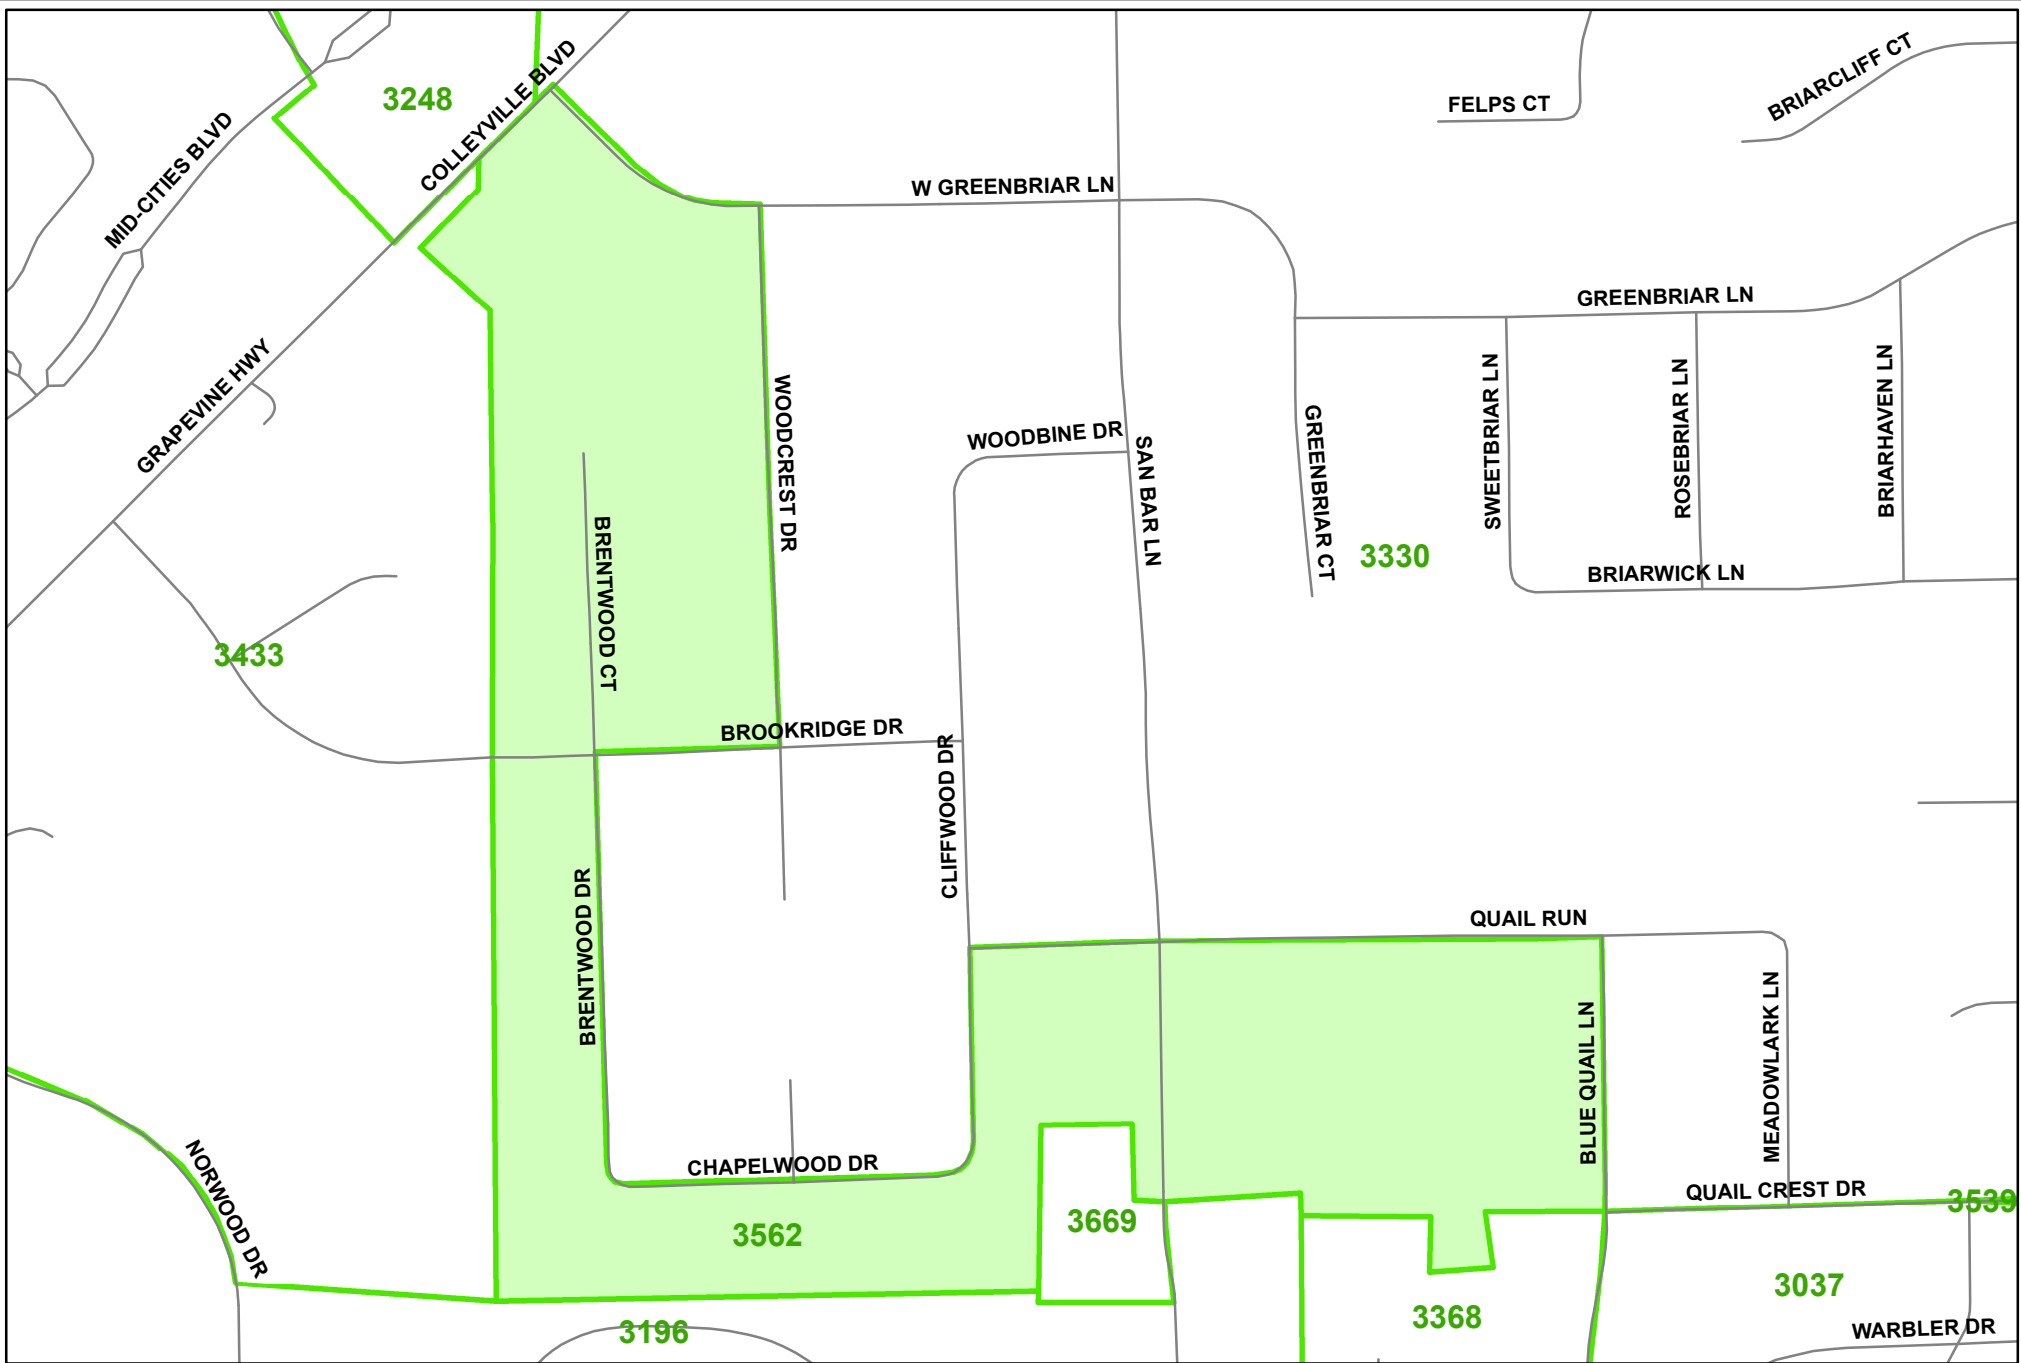 COLLEYVILLE BLVD
3248
MID-CITIES BLVD
FELPS CT
BRIARCLIFF CT
W GREENBRIAR LN
GREENBRIAR LN
GRAPEVINE HWY
WOODCREST DR
WOODBINE DR
SAN BAR LN
GREENBRIAR CT
SWEETBRIAR LN
ROSEBRIAR LN
BRIARHAVEN LN
3330
BRIARWICK LN
BRENTWOOD CT
3433
BROOKRIDGE DR
CLIFFWOOD DR
BRENTWOOD DR
QUAIL RUN
BLUE QUAIL LN
MEADOWLARK LN
NORWOOD DR
CHAPELWOOD DR
QUAIL CREST DR
3539
3562
3669
3037
3368
3196
WARBLER DR